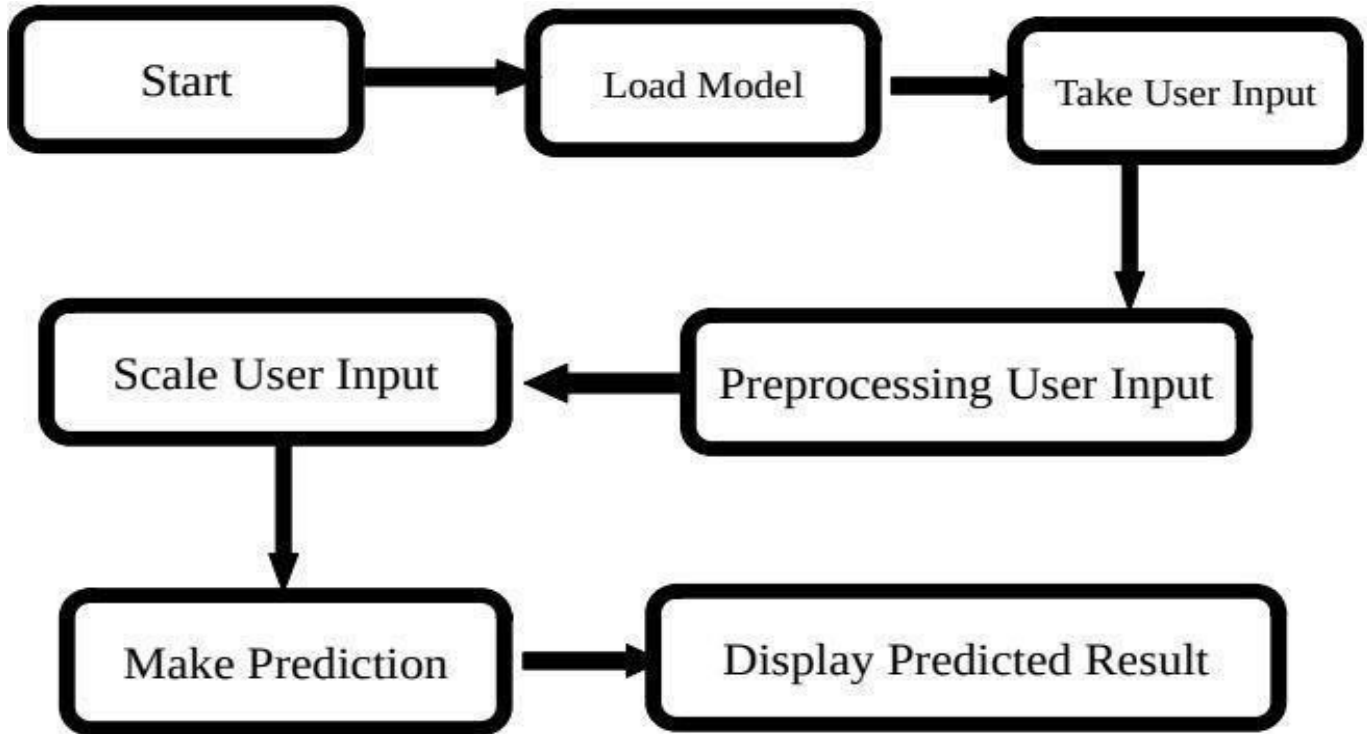 Start
Load Model
Take User Input
Preprocessing User Input
Scale User Input
Make Prediction
Display Predicted Result